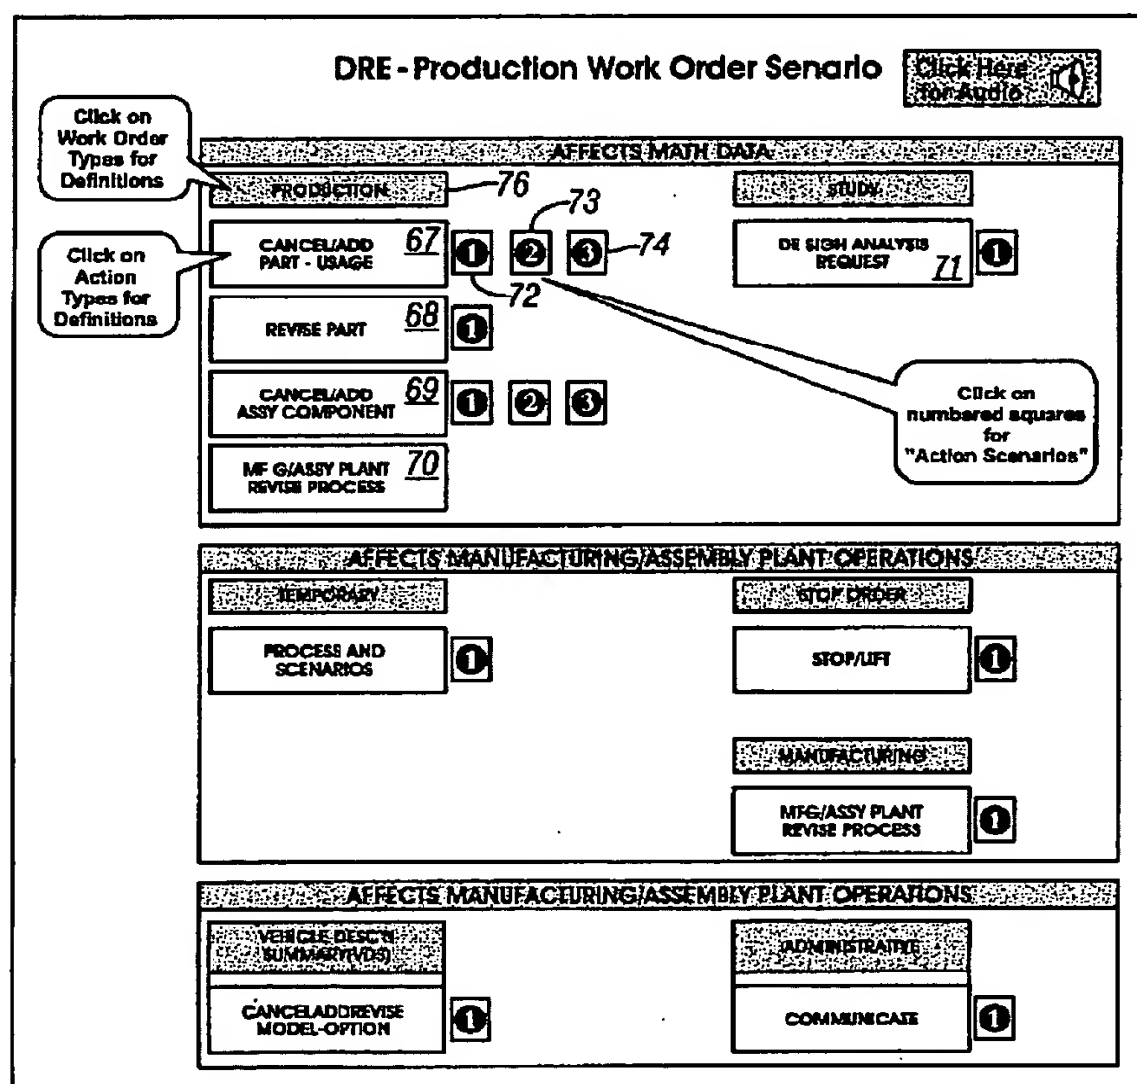 DRE - Production Work Order Senario
Click Here
for Audio
Click on
Work Order
Types for
Definitions
AFFECTS MATH DATA
PRODUCTION
76
STUDY
73
Click on
Action
Types for
Definitions
CANCEL/ADD
PART - USAGE
67
1
2
3
74
72
DE SIGH ANALYSIS
REQUEST
71
1
REVISE PART
68
1
CANCEL/ADD
ASSY COMPONENT
69
1
2
3
Click on
numbered squares
for
"Action Scenarios"
MF G/ASSY PLANT
REVISE PROCESS
70
AFFECTS MANUFACTURING/ASSEMBLY PLANT OPERATIONS
TEMPORARY
STOP ORDER
PROCESS AND
SCENARIOS
1
STOP/LIFT
1
MANUFACTURING
MFG/ASSY PLANT
REVISE PROCESS
1
AFFECTS MANUFACTURING/ASSEMBLY PLANT OPERATIONS
VEHICLE DESC'N
SUMMARY(VDS)
ADMINISTRATIVE
CANCELADDREVISE
MODEL-OPTION
1
COMMUNICATE
1